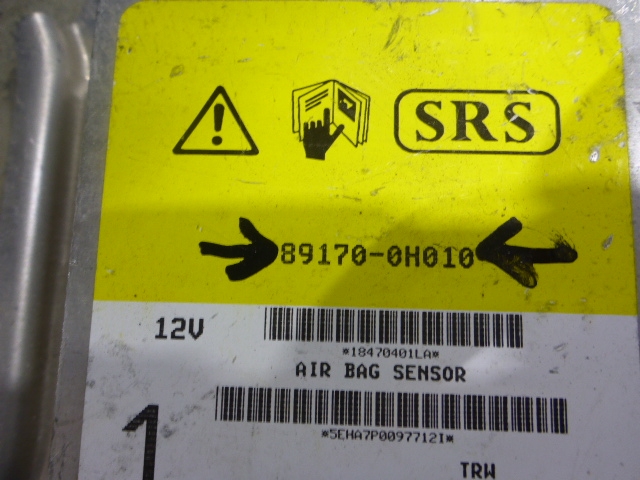 SRS
89170-0H010
12V
*18470401LA*
AIR BAG SENSOR
*5EHA7P0097712I*
1
TRW